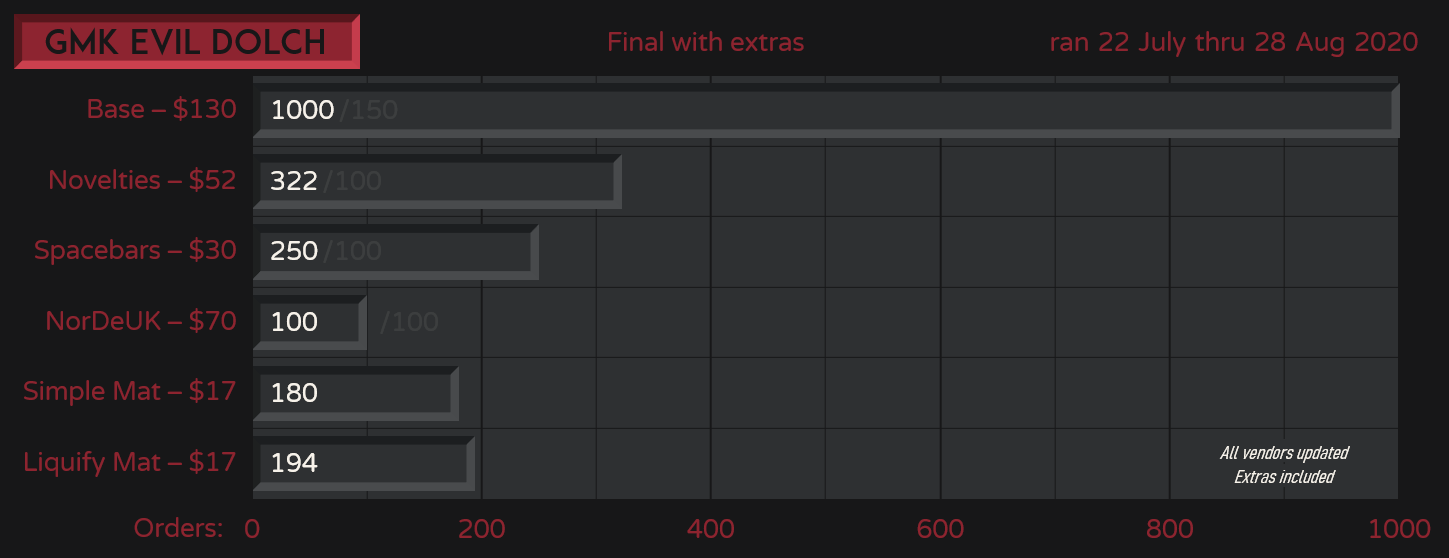 GMK EVIL DOLCH
Final with extras
ran 22 July thru 28 Aug 2020
Base – $130 1000 /150
Novelties – $52 322 /100
Spacebars – $30 250 /100
NorDeUK – $70 100 /100
Simple Mat – $17 180
Liquify Mat – $17 194
All vendors updated
Extras included
Orders: 0 200 400 600 800 1000